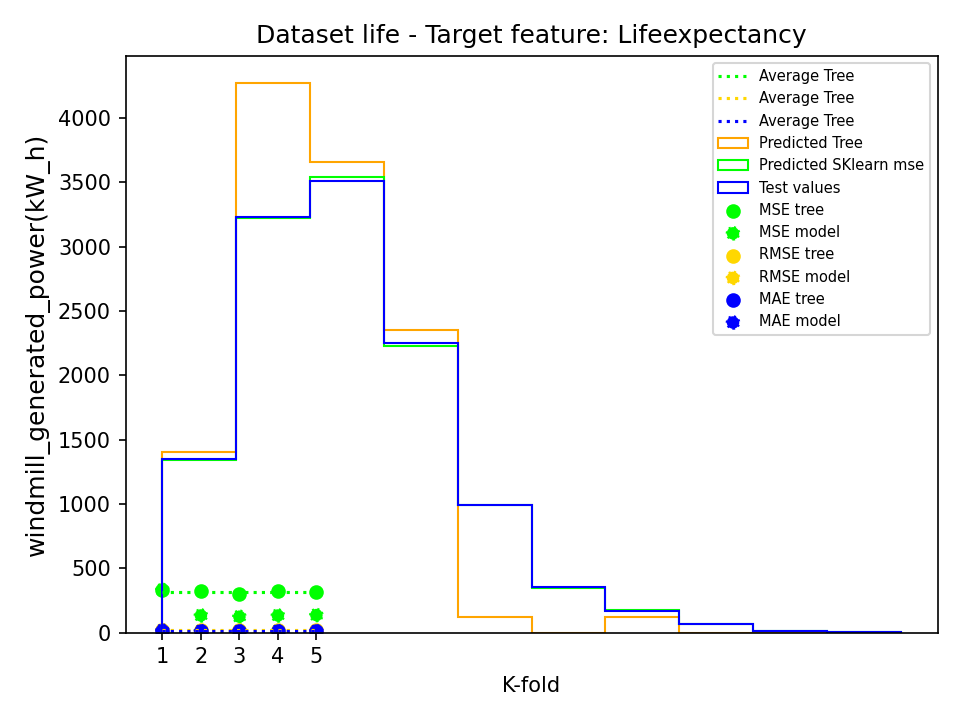 Dataset life - Target feature: Lifeexpectancy
windmill_generated_power(kW_h)
4000
3500
3000
2500
2000
1500
1000
500
0
1 2 3 4 5
K-fold
Average Tree
Average Tree
Average Tree
Predicted Tree
Predicted SKlearn mse
Test values
MSE tree
MSE model
RMSE tree
RMSE model
MAE tree
MAE model